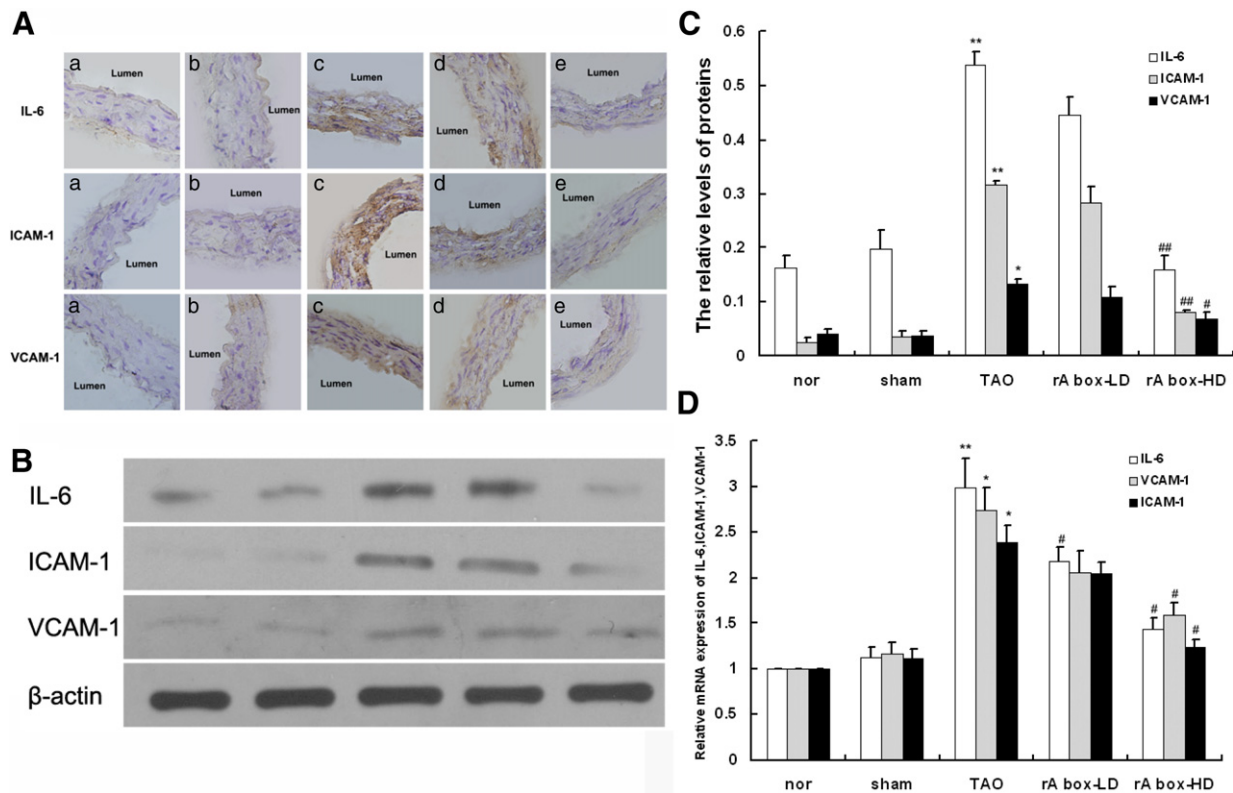 A
a b c d e
Lumen Lumen Lumen Lumen Lumen
IL-6
a b c d e
Lumen Lumen Lumen Lumen Lumen
ICAM-1
a b c d e
Lumen Lumen Lumen Lumen Lumen
VCAM-1
B
IL-6
ICAM-1
VCAM-1
β-actin
C
The relative levels of proteins
0.6
0.5
0.4
0.3
0.2
0.1
0
IL-6
ICAM-1
VCAM-1
** ** *
## ## #
nor sham TAO rA box-LD rA box-HD
D
Relative mRNA expression of IL-6,ICAM-1,VCAM-1
3.5
3
2.5
2
1.5
1
0.5
0
IL-6
VCAM-1
ICAM-1
** * *
#
# # #
nor sham TAO rA box-LD rA box-HD